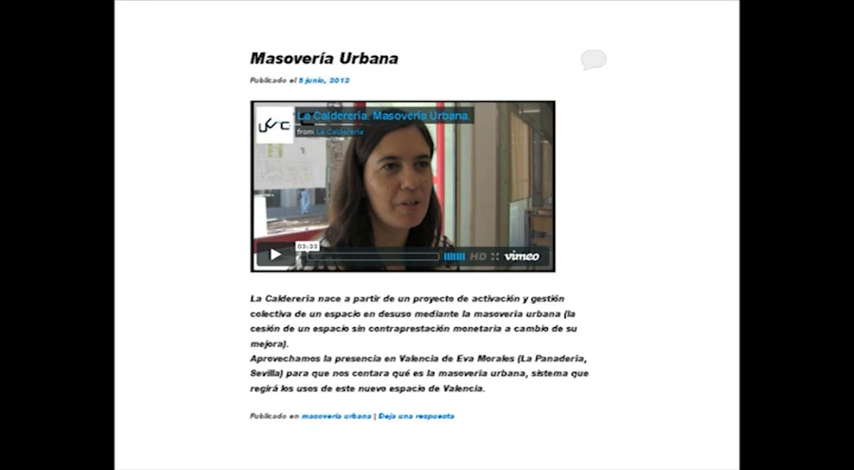 Masovería Urbana
Publicado el 5 junio, 2012
La Calderería. Masovería Urbana.
from La Calderería
03:33
HD vimeo
La Caldereria nace a partir de un proyecto de activación y gestión
colectiva de un espacio en desuso mediante la masoveria urbana (la
cesión de un espacio sin contraprestación monetaria a cambio de su
mejora).
Aprovechamos la presencia en Valencia de Eva Morales (La Panaderia,
Sevilla) para que nos contara qué es la masoveria urbana, sistema que
regirá los usos de este nuevo espacio de Valencia.
Publicado en masovería urbana | Deja una respuesta